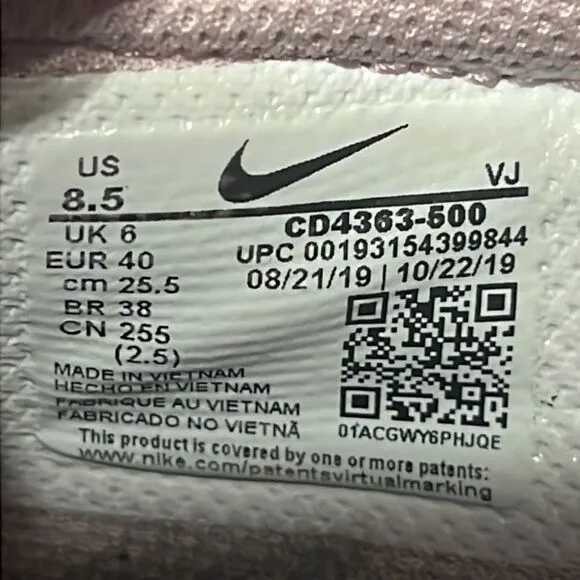 US
8.5
VJ
UK 6
EUR 40
cm 25.5
BR 38
CN 255
(2.5)
CD4363-500
UPC 00193154399844
08/21/19 | 10/22/19
MADE IN VIETNAM
HECHO EN VIETNAM
FABRIQUE AU VIETNAM
FABRICADO NO VIETNÃ
01ACGWY6PHJQE
This product is covered by one or more patents:
www.nike.com/patentsvirtualmarking